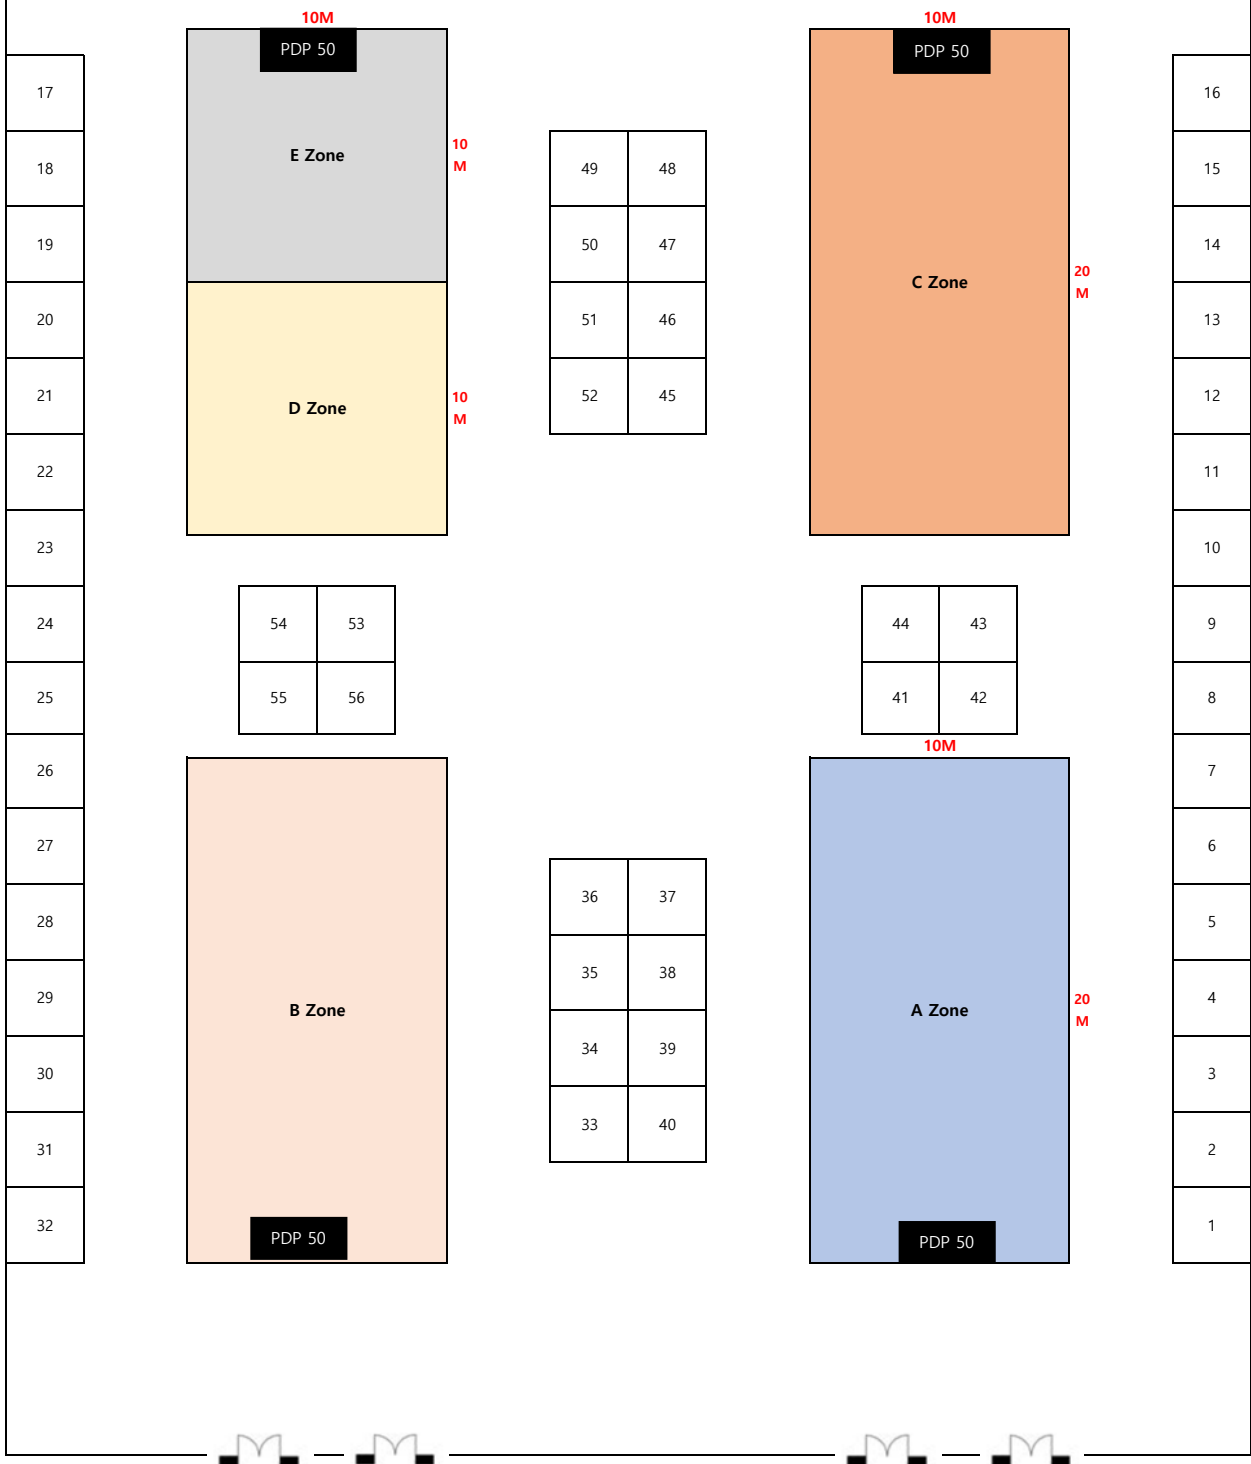 10M 10M
PDP 50 PDP 50
17 16
E Zone 10
M
18 49 48 15
19 50 47 14
C Zone 20
M
20 51 46 13
21 52 45 12
D Zone 10
M
22 11
23 10
24 54 53 44 43 9
25 55 56 41 42 8
10M
26 7
27 6
36 37
28 5
35 38
29 4
B Zone A Zone 20
M
34 39
30 3
33 40
31 2
32 1
PDP 50 PDP 50